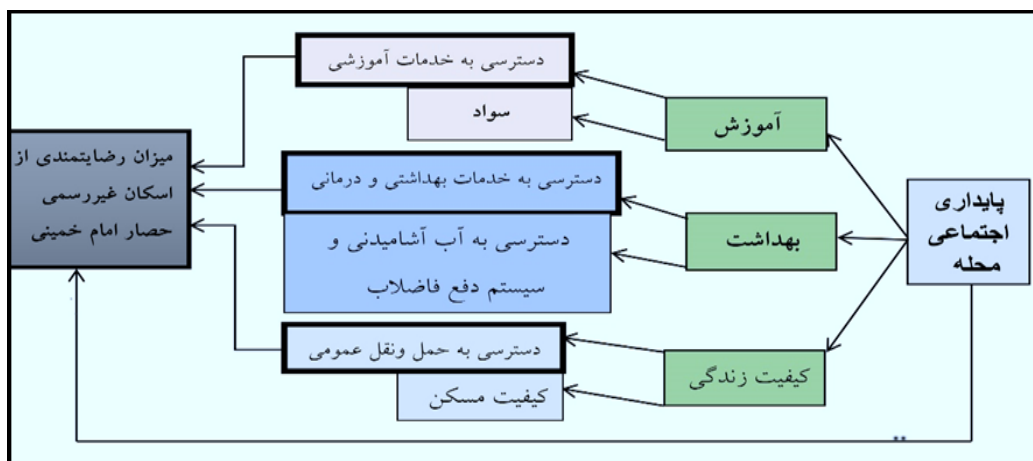 پایداری
اجتماعی
محله
آموزش
دسترسی به خدمات آموزشی
سواد
بهداشت
دسترسی به خدمات بهداشتی و درمانی
دسترسی به آب آشامیدنی و
سیستم دفع فاضلاب
کیفیت زندگی
دسترسی به حمل ونقل عمومی
کیفیت مسکن
میزان رضایتمندی از
اسکان غیررسمی
حصار امام خمینی